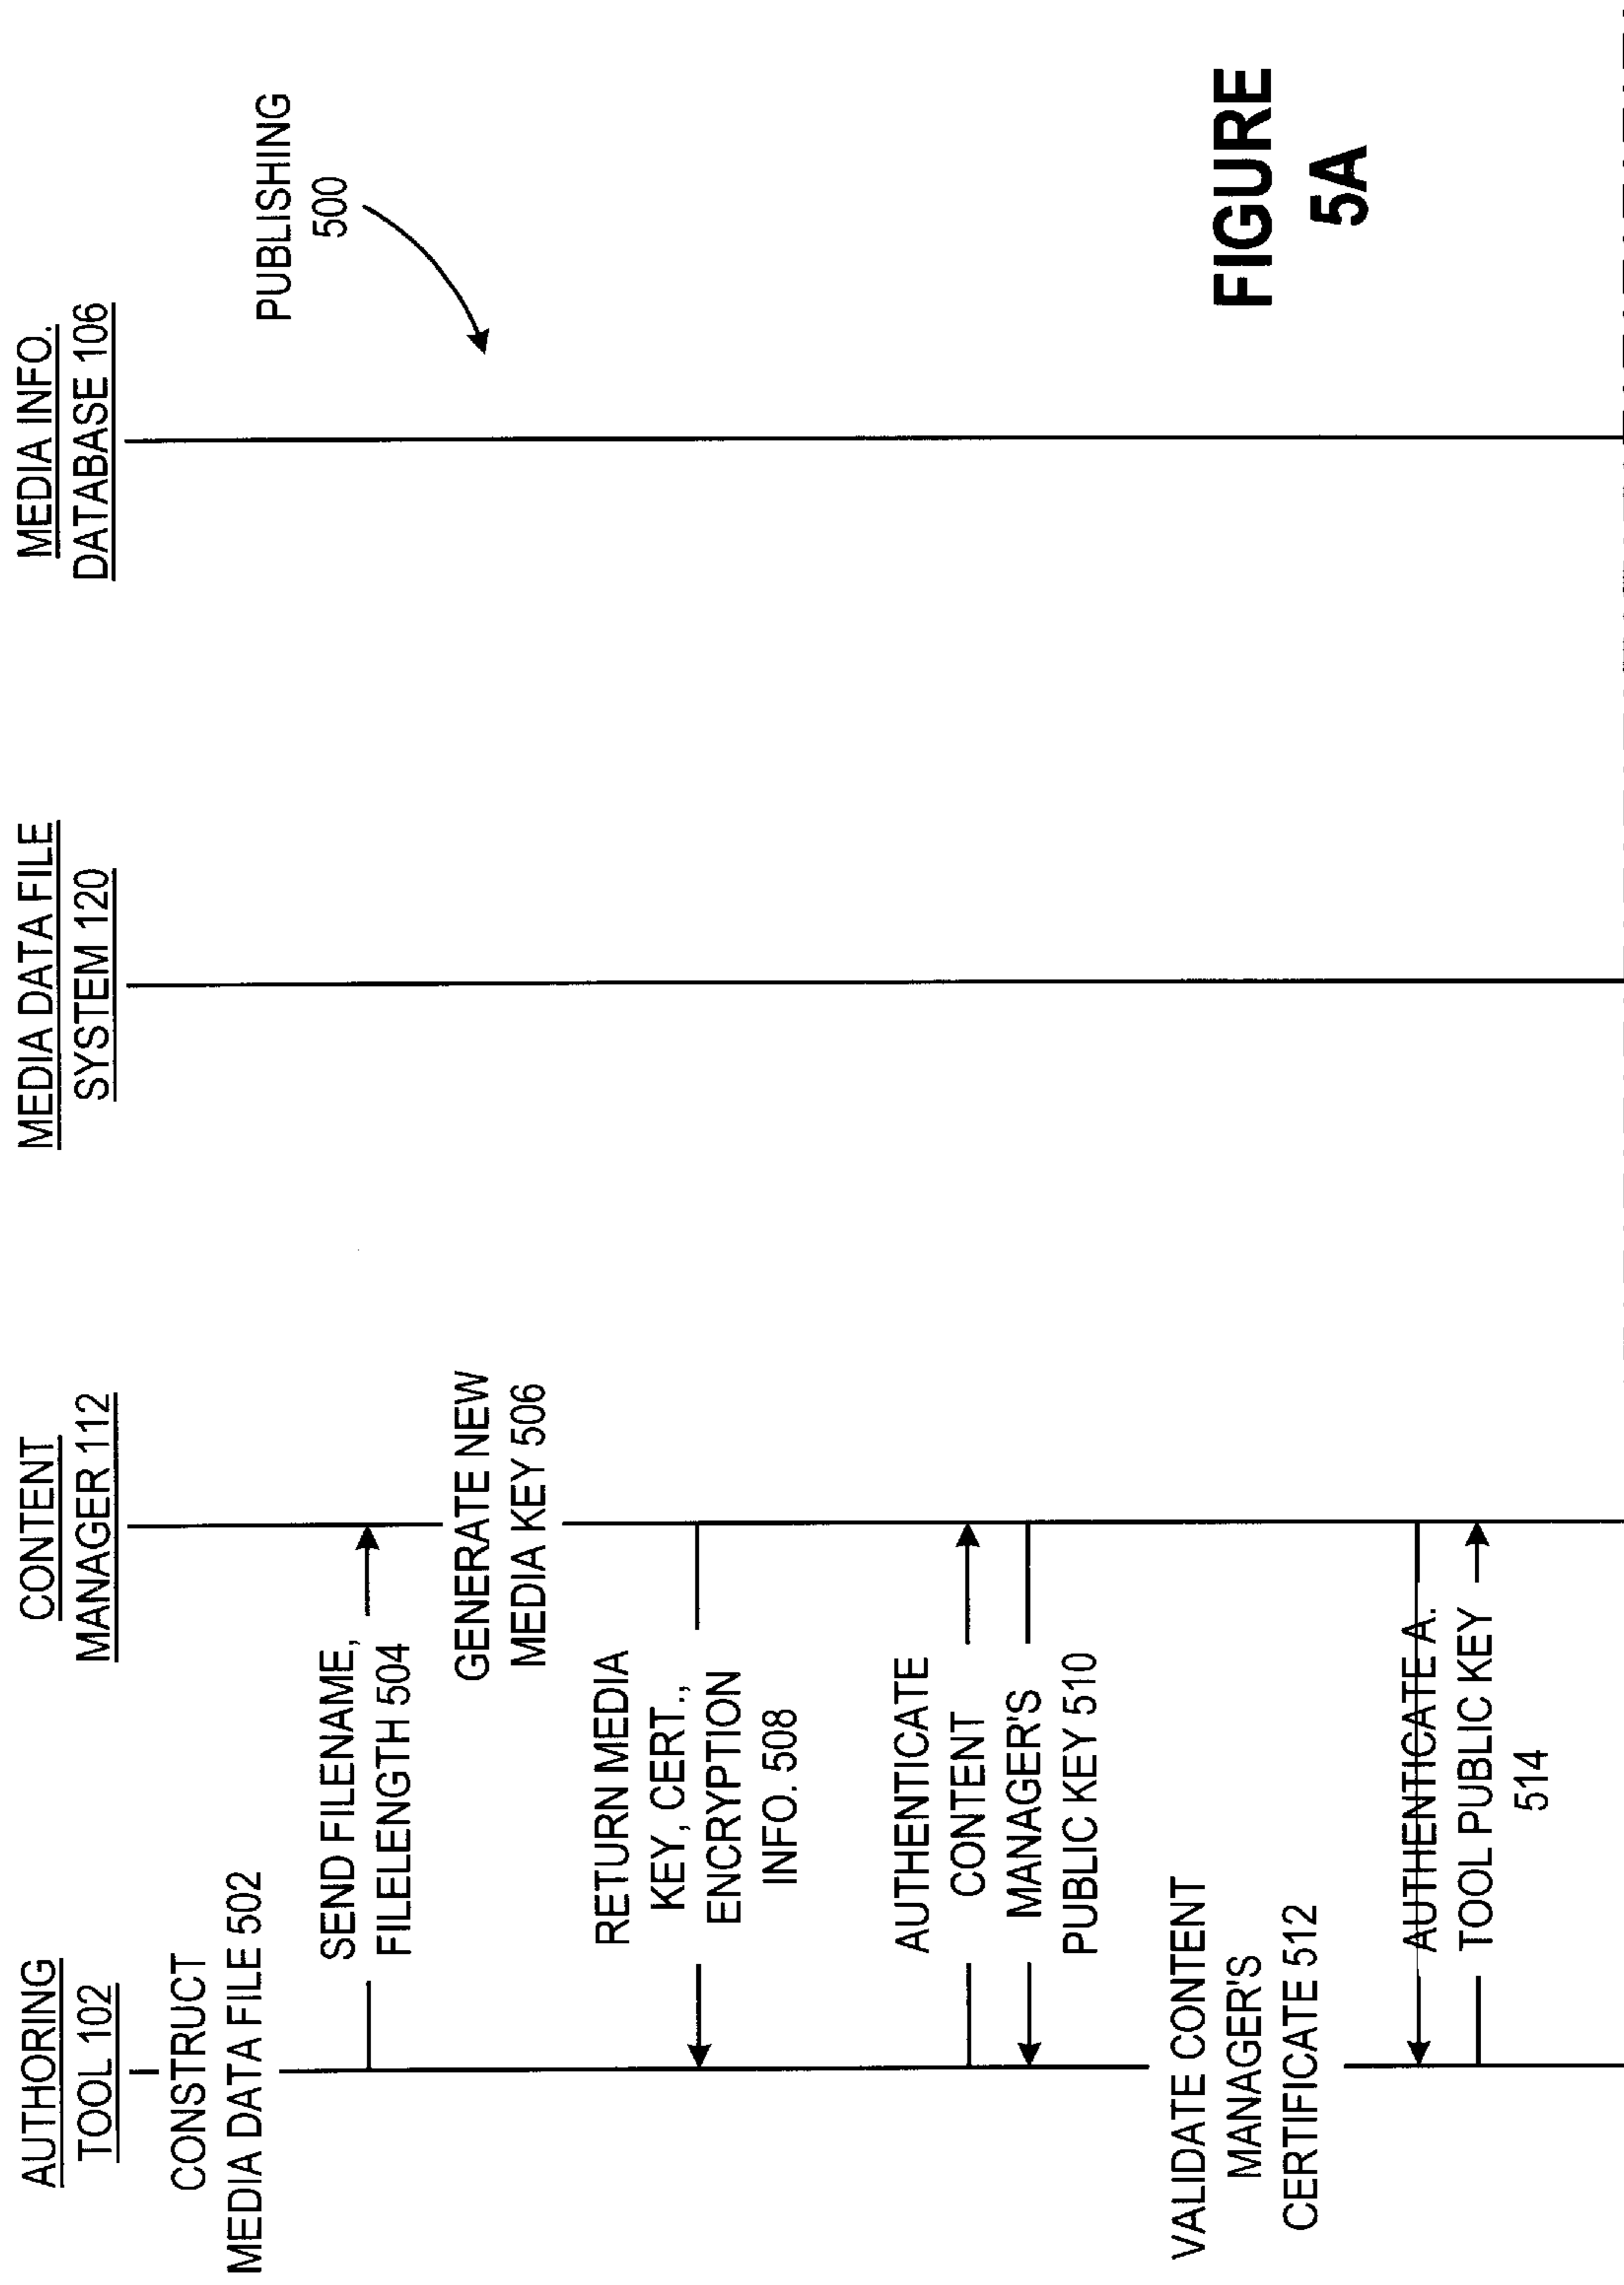 AUTHORING
TOOL 102
CONTENT
MANAGER 112
MEDIA DATA FILE
SYSTEM 120
MEDIA INFO.
DATABASE 106
CONSTRUCT
MEDIA DATA FILE 502
PUBLISHING
500
SEND FILENAME,
FILELENGTH 504
GENERATE NEW
MEDIA KEY 506
RETURN MEDIA
KEY, CERT.,
ENCRYPTION
INFO. 508
AUTHENTICATE
CONTENT
MANAGER'S
PUBLIC KEY 510
VALIDATE CONTENT
MANAGER'S
CERTIFICATE 512
AUTHENTICATE A.
TOOL PUBLIC KEY
514
FIGURE
5A